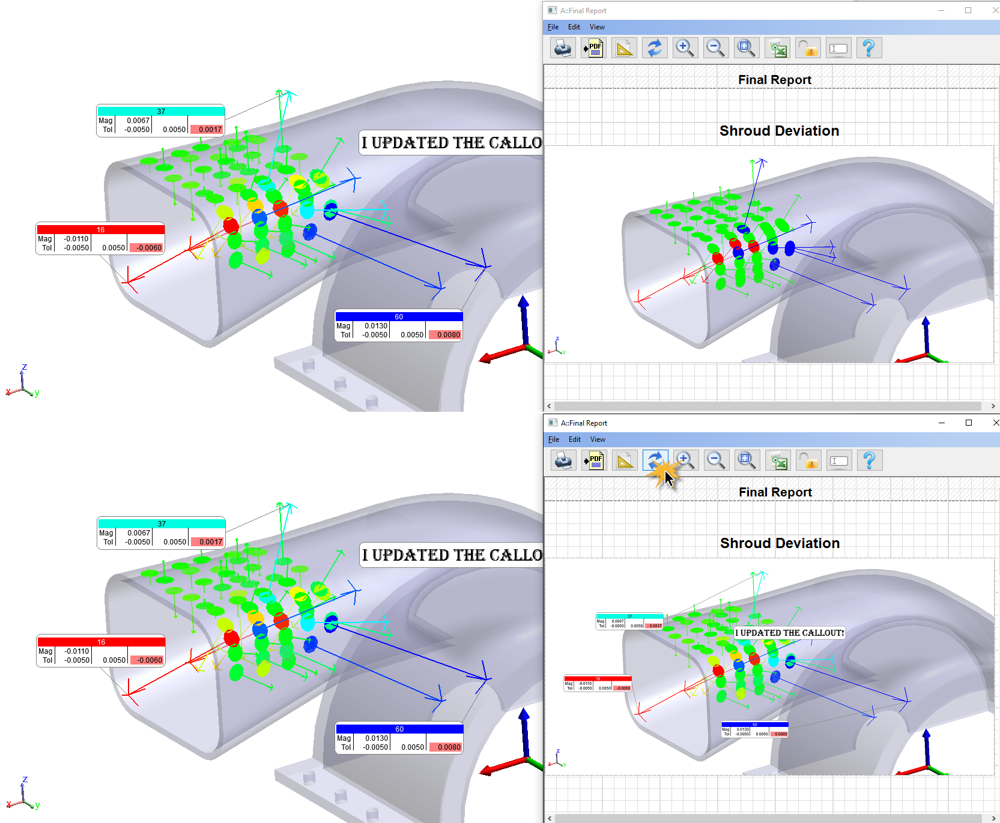 37
Mag 0.0067
Tol -0.0050 0.0050 0.0017
I UPDATED THE CALLO
16
Mag -0.0110
Tol -0.0050 0.0050 -0.0060
60
Mag 0.0130
Tol -0.0050 0.0050 0.0080
z
x y
A::Final Report
File Edit View
PDF
Final Report
Shroud Deviation
z
x y
37
Mag 0.0067
Tol -0.0050 0.0050 0.0017
I UPDATED THE CALLO
16
Mag -0.0110
Tol -0.0050 0.0050 -0.0060
60
Mag 0.0130
Tol -0.0050 0.0050 0.0080
z
x y
A::Final Report
File Edit View
PDF
Final Report
Shroud Deviation
37
Mag 0.0067
Tol -0.0050 0.0050 0.0017
I UPDATED THE CALLOUT!
16
Mag -0.0110
Tol -0.0050 0.0050 -0.0060
60
Mag 0.0130
Tol -0.0050 0.0050 0.0080
z
x y